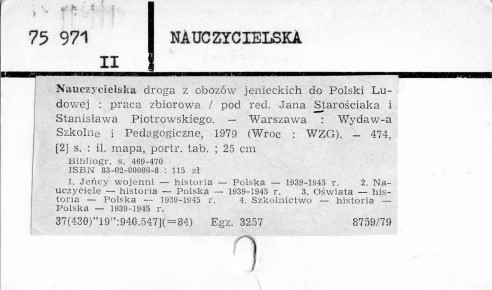 75 971
II
NAUCZYCIELSKA
Nauczycielska droga z obozów jenieckich do Polski Lu-
dowej : praca zbiorowa / pod red. Jana Starościaka i
Stanisława Piotrowskiego. — Warszawa : Wydaw-a
Szkolne i Pedagogiczne, 1979 (Wroc : WZG). — 474,
[2] s. : il. mapa, portr. tab. ; 25 cm
Bibliogr. s. 469-470
ISBN 83-02-00086-8 : 115 zł
1. Jeńcy wojenni — historia — Polska — 1939-1945 r. 2. Na-
uczyciele — historia — Polska — 1939-1945 r. 3. Oświata — his-
toria — Polska — 1939-1945 r. 4. Szkolnictwo — historia —
Polska — 1939-1945 r.
37(430)"19":940.547](=84) Egz. 3257 8759/79